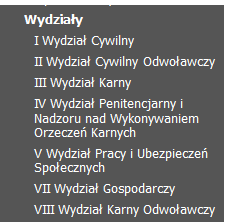 Wydziały
I Wydział Cywilny
II Wydział Cywilny Odwoławczy
III Wydział Karny
IV Wydział Penitencjarny i
Nadzoru nad Wykonywaniem
Orzeczeń Karnych
V Wydział Pracy i Ubezpieczeń
Społecznych
VII Wydział Gospodarczy
VIII Wydział Karny Odwoławczy